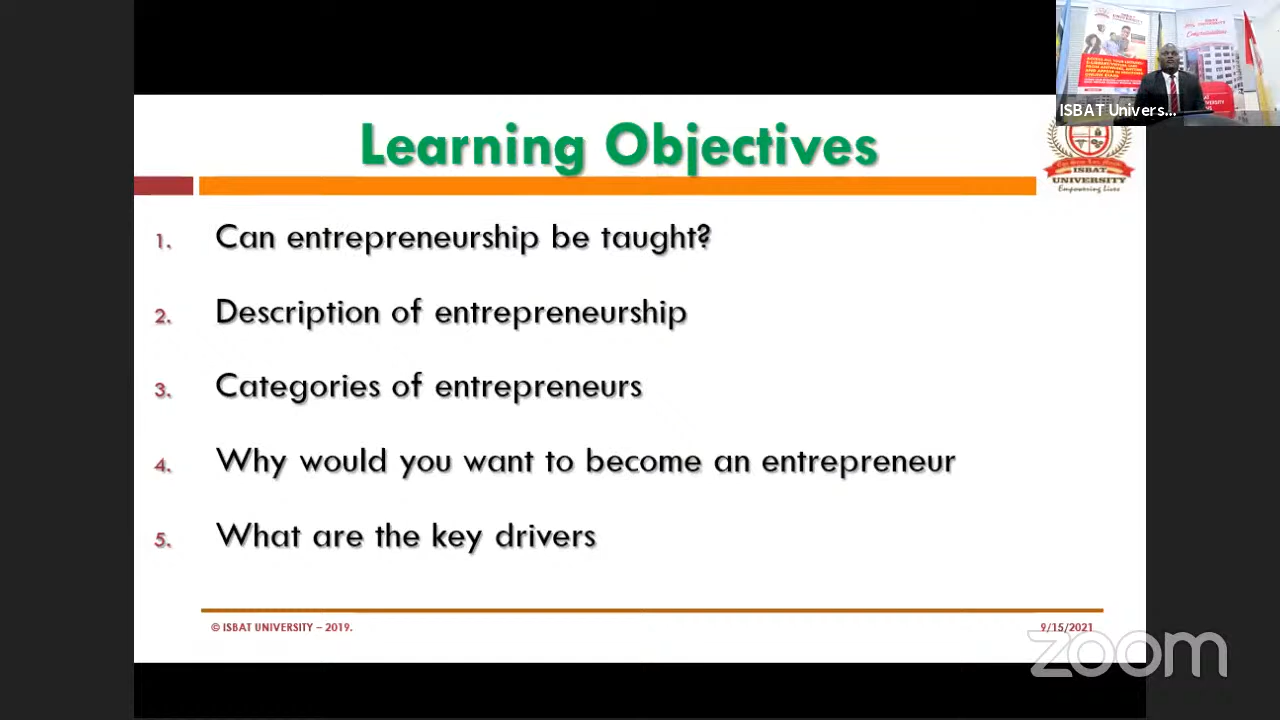 Learning Objectives
ISBAT Univers...
ISBAT
UNIVERSITY
Empowering Lives
1. Can entrepreneurship be taught?
2. Description of entrepreneurship
3. Categories of entrepreneurs
4. Why would you want to become an entrepreneur
5. What are the key drivers
© ISBAT UNIVERSITY – 2019.
9/15/2021
zoom